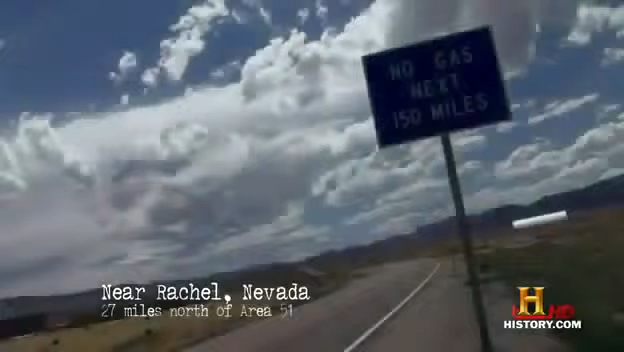 NO GAS
NEXT
150 MILES
Near Rachel, Nevada
27 miles north of Area 51
H HD
HISTORY.COM